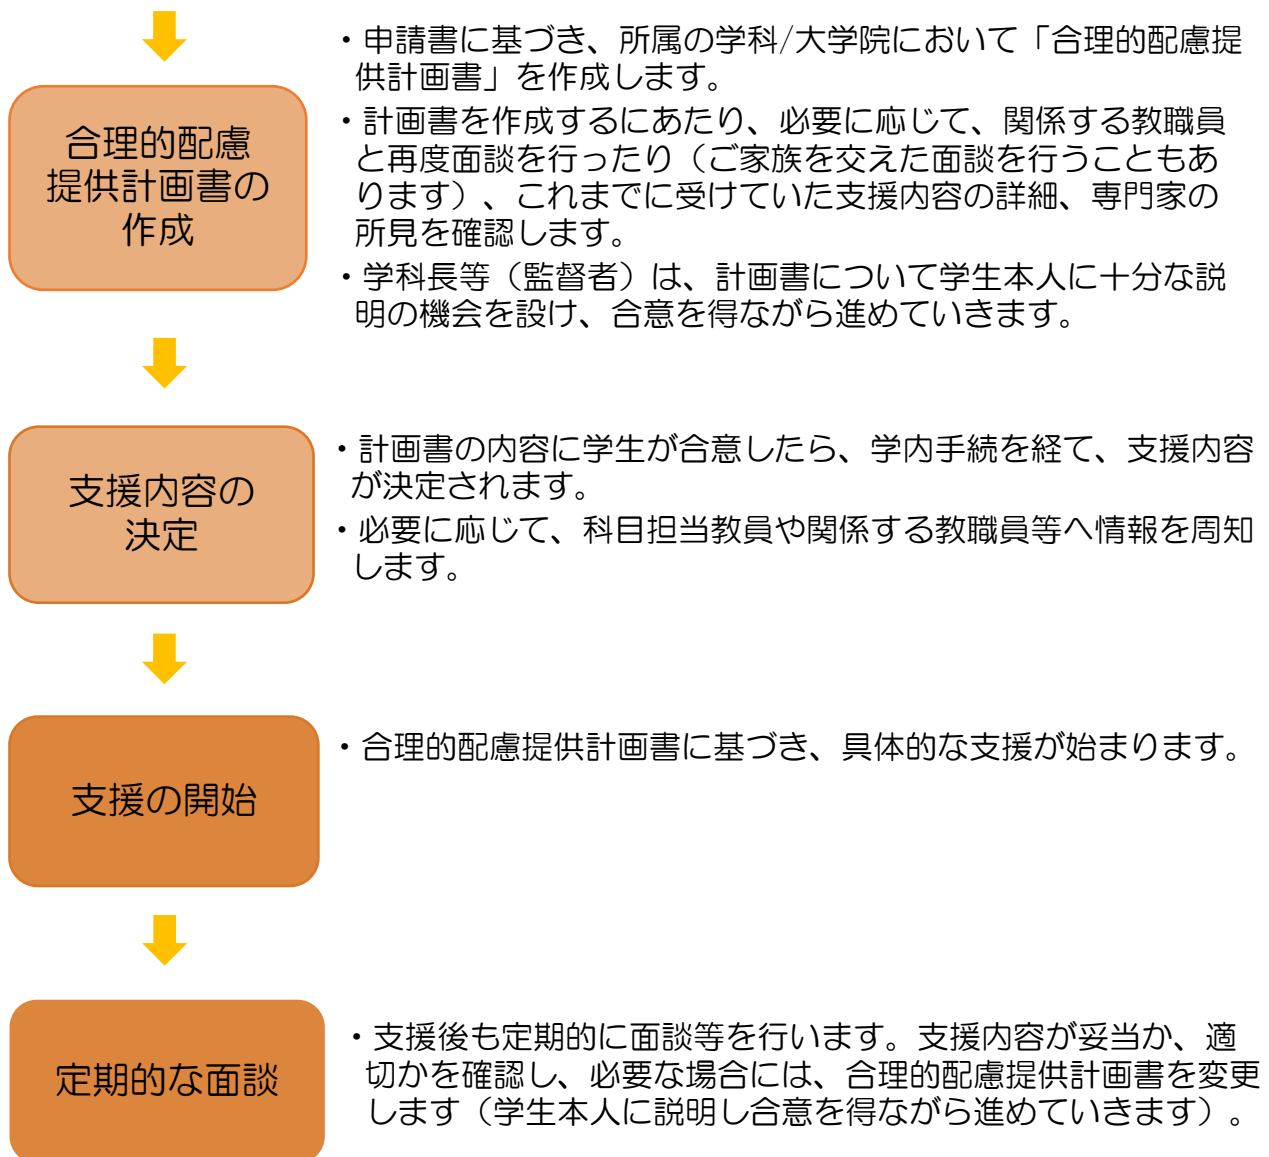 合理的配慮
提供計画書の
作成
・申請書に基づき、所属の学科/大学院において「合理的配慮提
供計画書」を作成します。
・計画書を作成するにあたり、必要に応じて、関係する教職員
と再度面談を行ったり（ご家族を交えた面談を行うこともあ
ります）、これまでに受けていた支援内容の詳細、専門家の
所見を確認します。
・学科長等（監督者）は、計画書について学生本人に十分な説
明の機会を設け、合意を得ながら進めていきます。
支援内容の
決定
・計画書の内容に学生が合意したら、学内手続を経て、支援内容
が決定されます。
・必要に応じて、科目担当教員や関係する教職員等へ情報を周知
します。
支援の開始
・合理的配慮提供計画書に基づき、具体的な支援が始まります。
定期的な面談
・支援後も定期的に面談等を行います。支援内容が妥当か、適
切かを確認し、必要な場合には、合理的配慮提供計画書を変更
します（学生本人に説明し合意を得ながら進めていきます）。